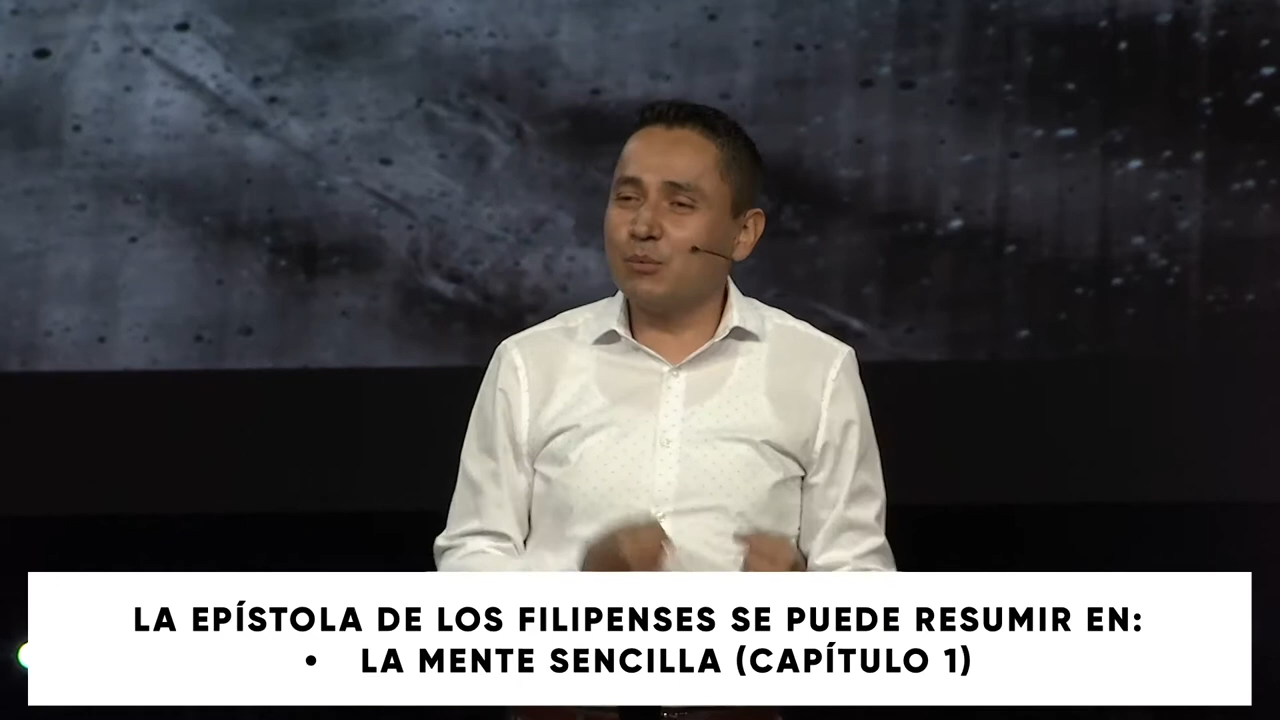 LA EPÍSTOLA DE LOS FILIPENSES SE PUEDE RESUMIR EN:
• LA MENTE SENCILLA (CAPÍTULO 1)